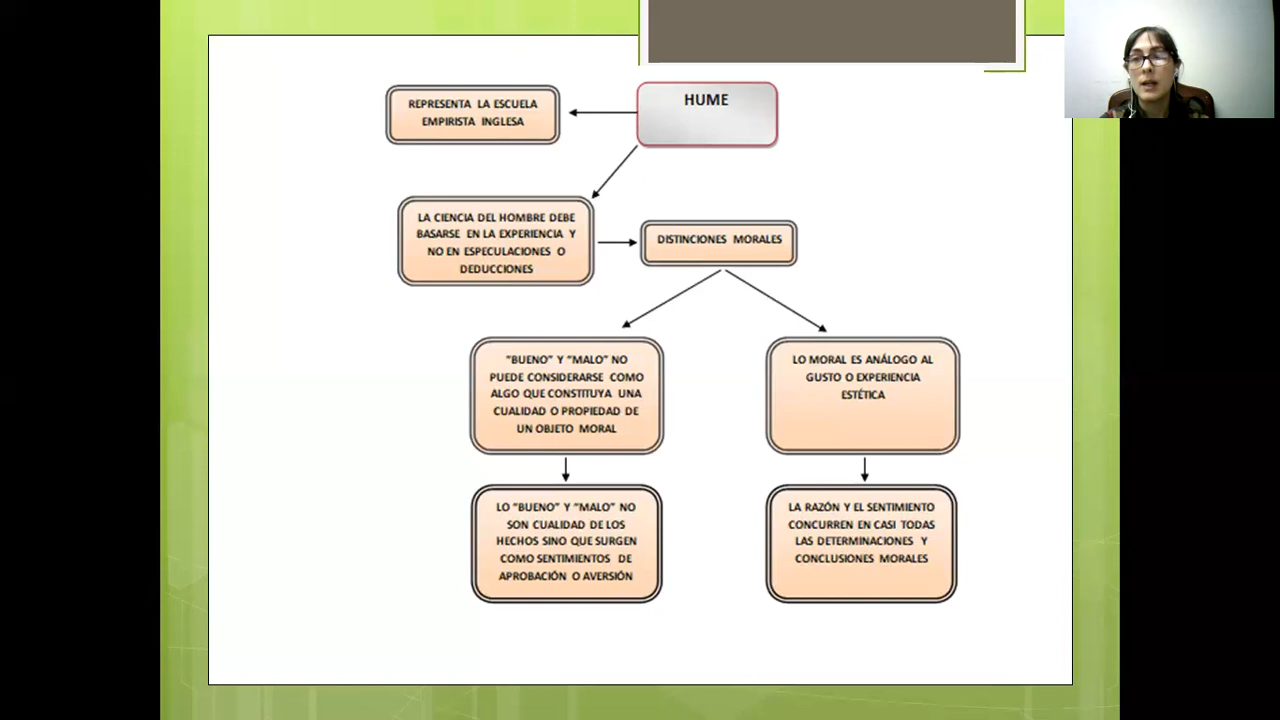 HUME
REPRESENTA LA ESCUELA
EMPIRISTA INGLESA
LA CIENCIA DEL HOMBRE DEBE
BASARSE EN LA EXPERIENCIA Y
NO EN ESPECULACIONES O
DEDUCCIONES
DISTINCIONES MORALES
"BUENO" Y "MALO" NO
PUEDE CONSIDERARSE COMO
ALGO QUE CONSTITUYA UNA
CUALIDAD O PROPIEDAD DE
UN OBJETO MORAL
LO MORAL ES ANÁLOGO AL
GUSTO O EXPERIENCIA
ESTÉTICA
LO "BUENO" Y "MALO" NO
SON CUALIDAD DE LOS
HECHOS SINO QUE SURGEN
COMO SENTIMIENTOS DE
APROBACIÓN O AVERSIÓN
LA RAZÓN Y EL SENTIMIENTO
CONCURREN EN CASI TODAS
LAS DETERMINACIONES Y
CONCLUSIONES MORALES